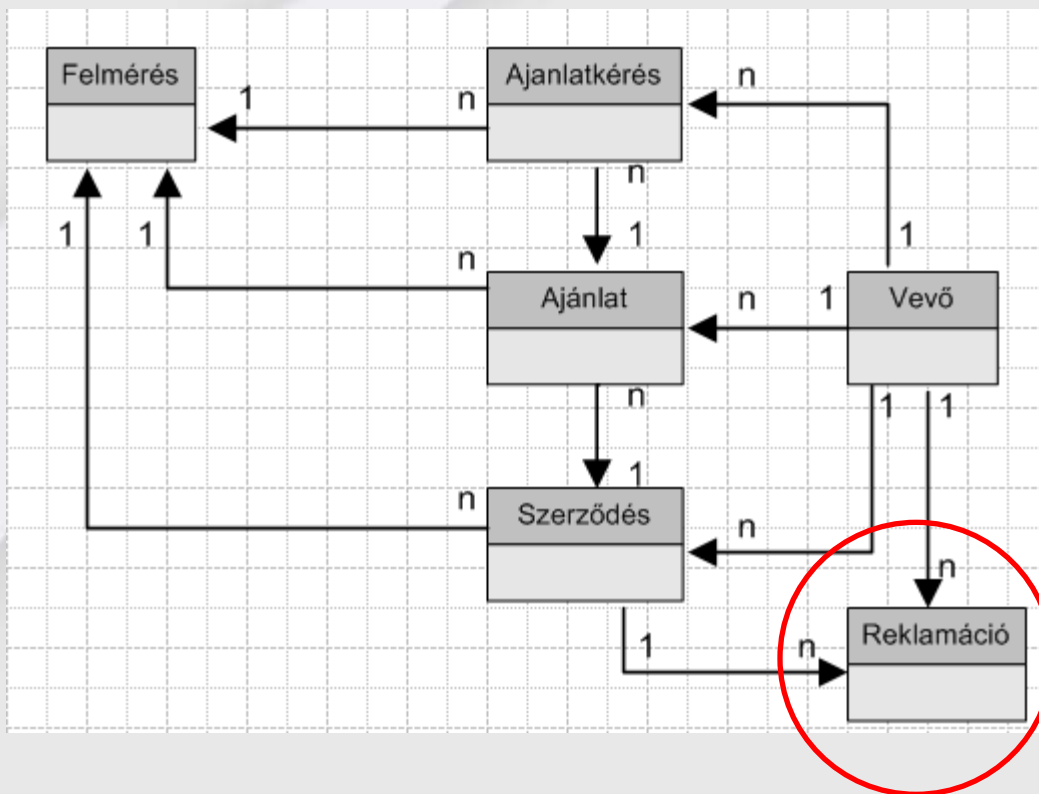 Felmérés
Ajanlatkérés
1
n
n
n
1
1
1
1
n
Ajánlat
n
1
Vevő
n
1
1
1
n
Szerződés
n
n
Reklamáció
1
n